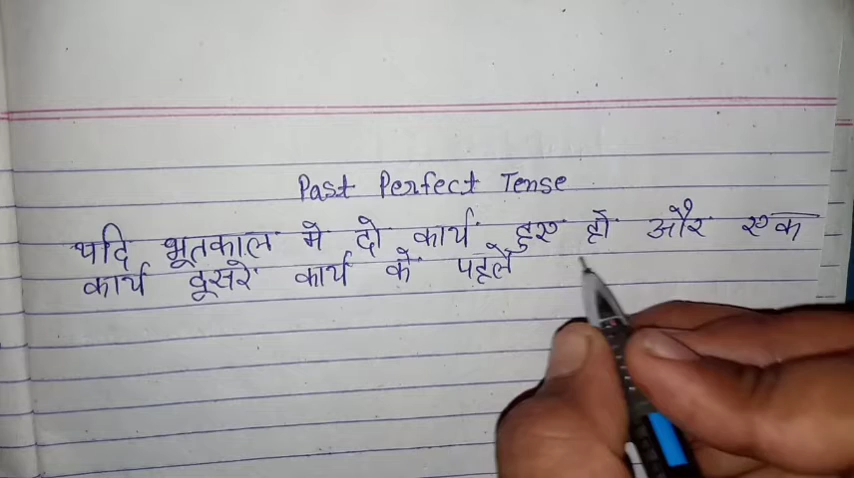 Past Perfect Tense
यदि भूतकाल मे दो कार्य हुए हो और एक
कार्य दूसरे कार्य के पहले